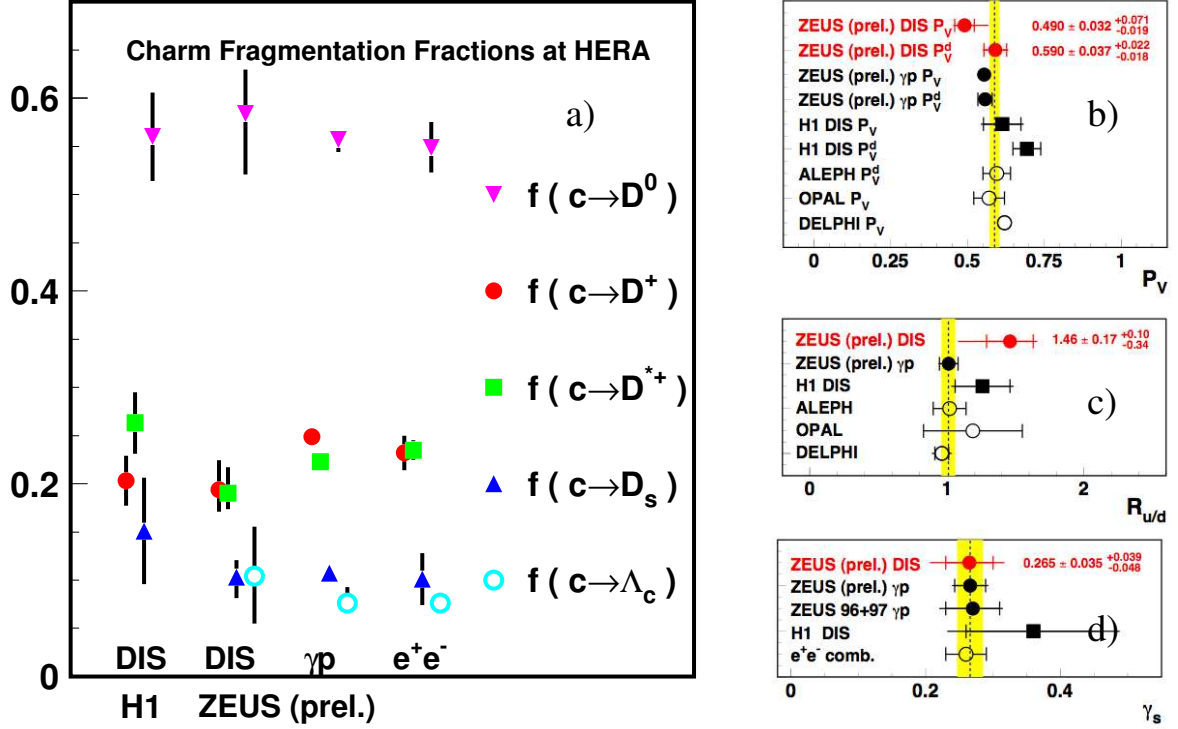 Charm Fragmentation Fractions at HERA
a)
0.6
0.4
0.2
0
f ( c→D⁰ )
f ( c→D⁺ )
f ( c→D*⁺ )
f ( c→Dₛ )
f ( c→Λ_c )
DIS DIS γp e⁺e⁻
H1 ZEUS (prel.)
ZEUS (prel.) DIS P_V 0.490 ± 0.032 +0.071 -0.019
ZEUS (prel.) DIS P_V^d 0.590 ± 0.037 +0.022 -0.018
ZEUS (prel.) γp P_V
ZEUS (prel.) γp P_V^d
b)
H1 DIS P_V
H1 DIS P_V^d
ALEPH P_V^d
OPAL P_V
DELPHI P_V
0 0.25 0.5 0.75 1
P_V
ZEUS (prel.) DIS 1.46 ± 0.17 +0.10 -0.34
ZEUS (prel.) γp
H1 DIS
c)
ALEPH
OPAL
DELPHI
0 1 2
R_u/d
ZEUS (prel.) DIS 0.265 ± 0.035 +0.039 -0.048
ZEUS (prel.) γp
ZEUS 96+97 γp
H1 DIS
d)
e⁺e⁻ comb.
0 0.2 0.4
γₛ